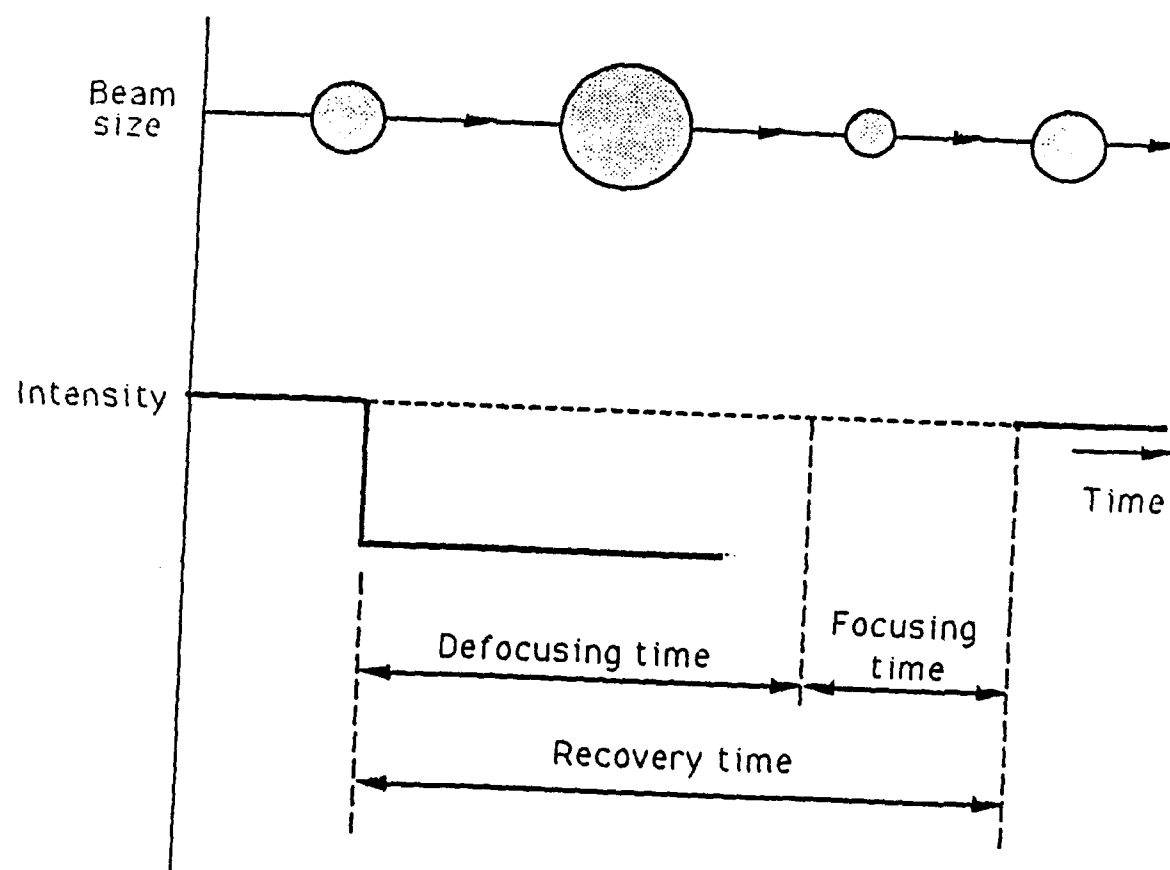 Beam
size
Intensity
Time
Defocusing time
Focusing
time
Recovery time